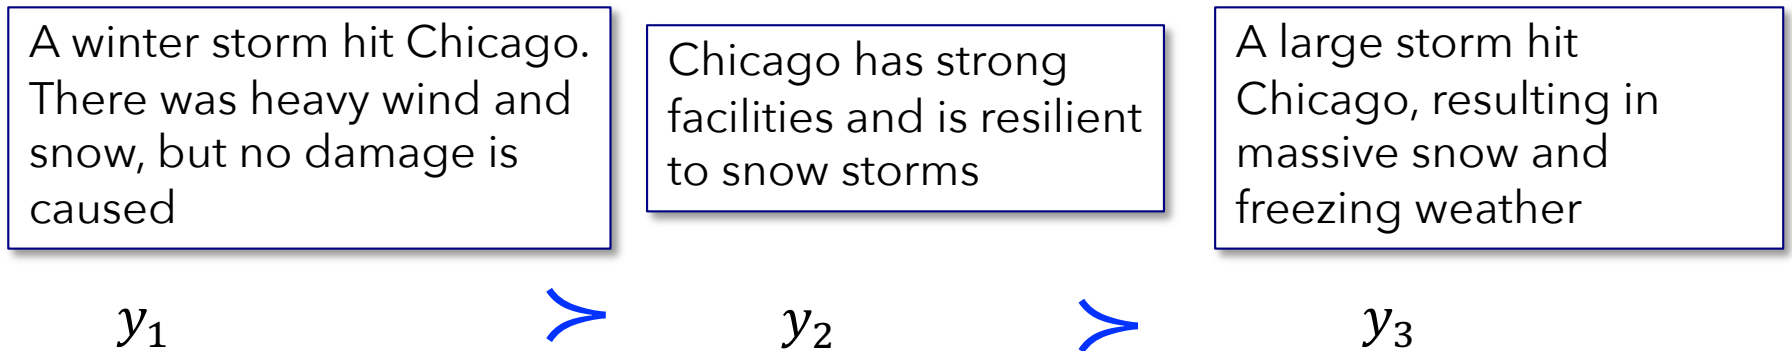 A winter storm hit Chicago.
There was heavy wind and
snow, but no damage is
caused
Chicago has strong
facilities and is resilient
to snow storms
A large storm hit
Chicago, resulting in
massive snow and
freezing weather
y₁ ≻ y₂ ≻ y₃